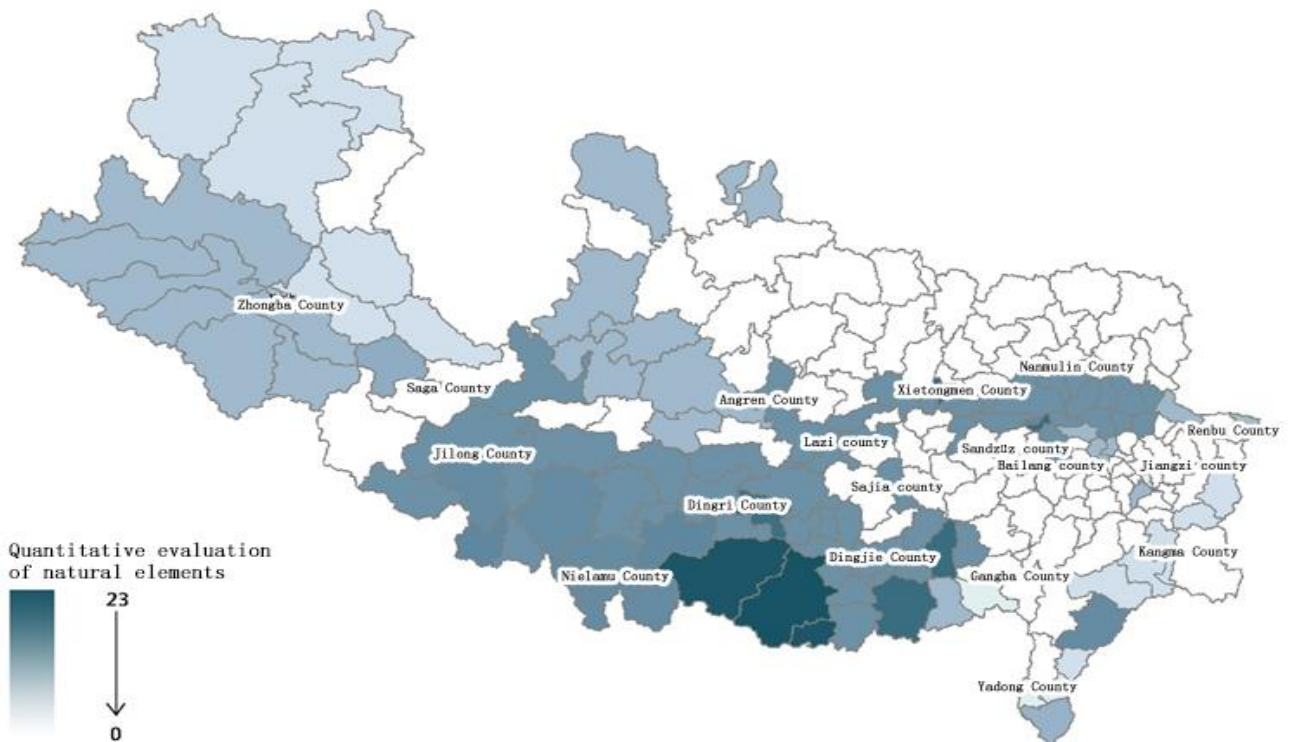 Zhongba County
Saga County
Nanmulin County
Xietongmen County
Angren County
Renbu County
Lazi county
Sandzüz county
Jilong County
Bailang county
Jiangzi county
Sajia county
Dingri County
Quantitative evaluation
of natural elements
Dingjie County
Kangma County
Nielamu County
Gangba County
23
Yadong County
0